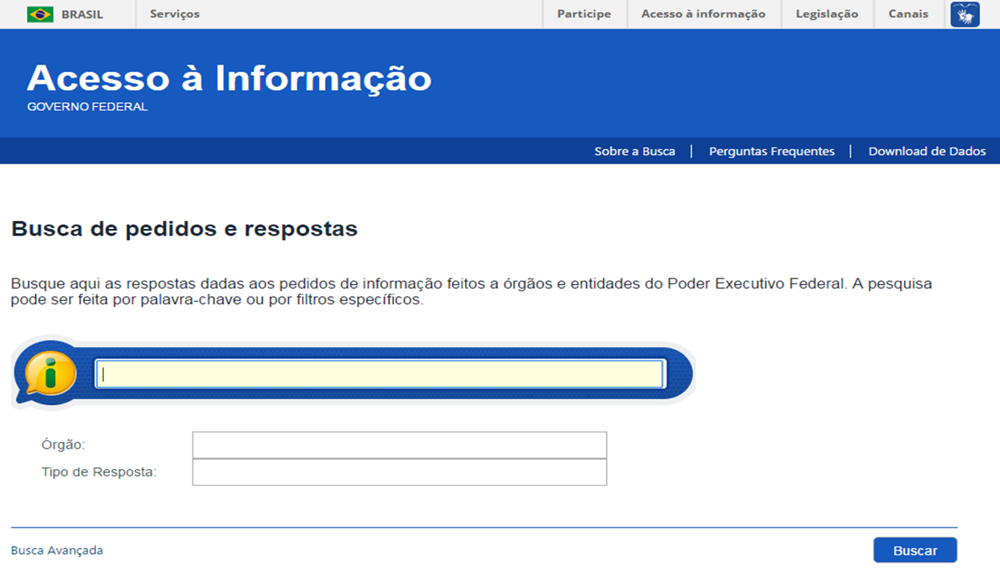 BRASIL Serviços Participe Acesso à informação Legislação Canais
Acesso à Informação
GOVERNO FEDERAL
Sobre a Busca | Perguntas Frequentes | Download de Dados
Busca de pedidos e respostas
Busque aqui as respostas dadas aos pedidos de informação feitos a órgãos e entidades do Poder Executivo Federal. A pesquisa
pode ser feita por palavra-chave ou por filtros específicos.
i
Órgão:
Tipo de Resposta:
Busca Avançada Buscar